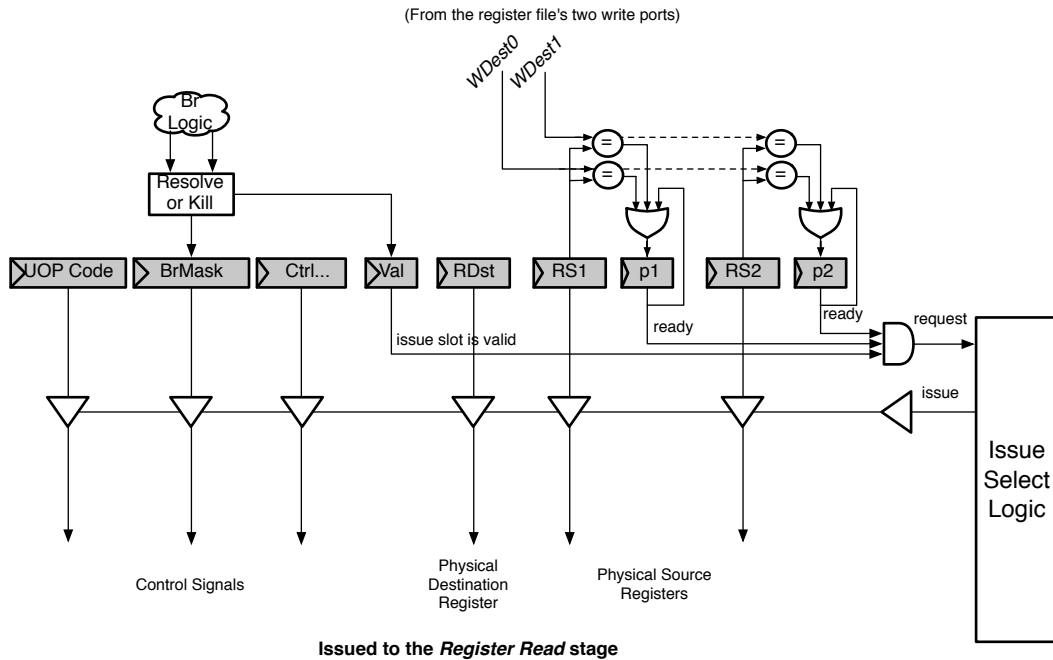 (From the register file's two write ports)
WDest0
WDest1
Br
Logic
Resolve
or Kill
=
=
=
=
UOP Code
BrMask
Ctrl...
Val
RDst
RS1
p1
RS2
p2
ready
ready
request
issue slot is valid
issue
Issue
Select
Logic
Control Signals
Physical
Destination
Register
Physical Source
Registers
Issued to the Register Read stage